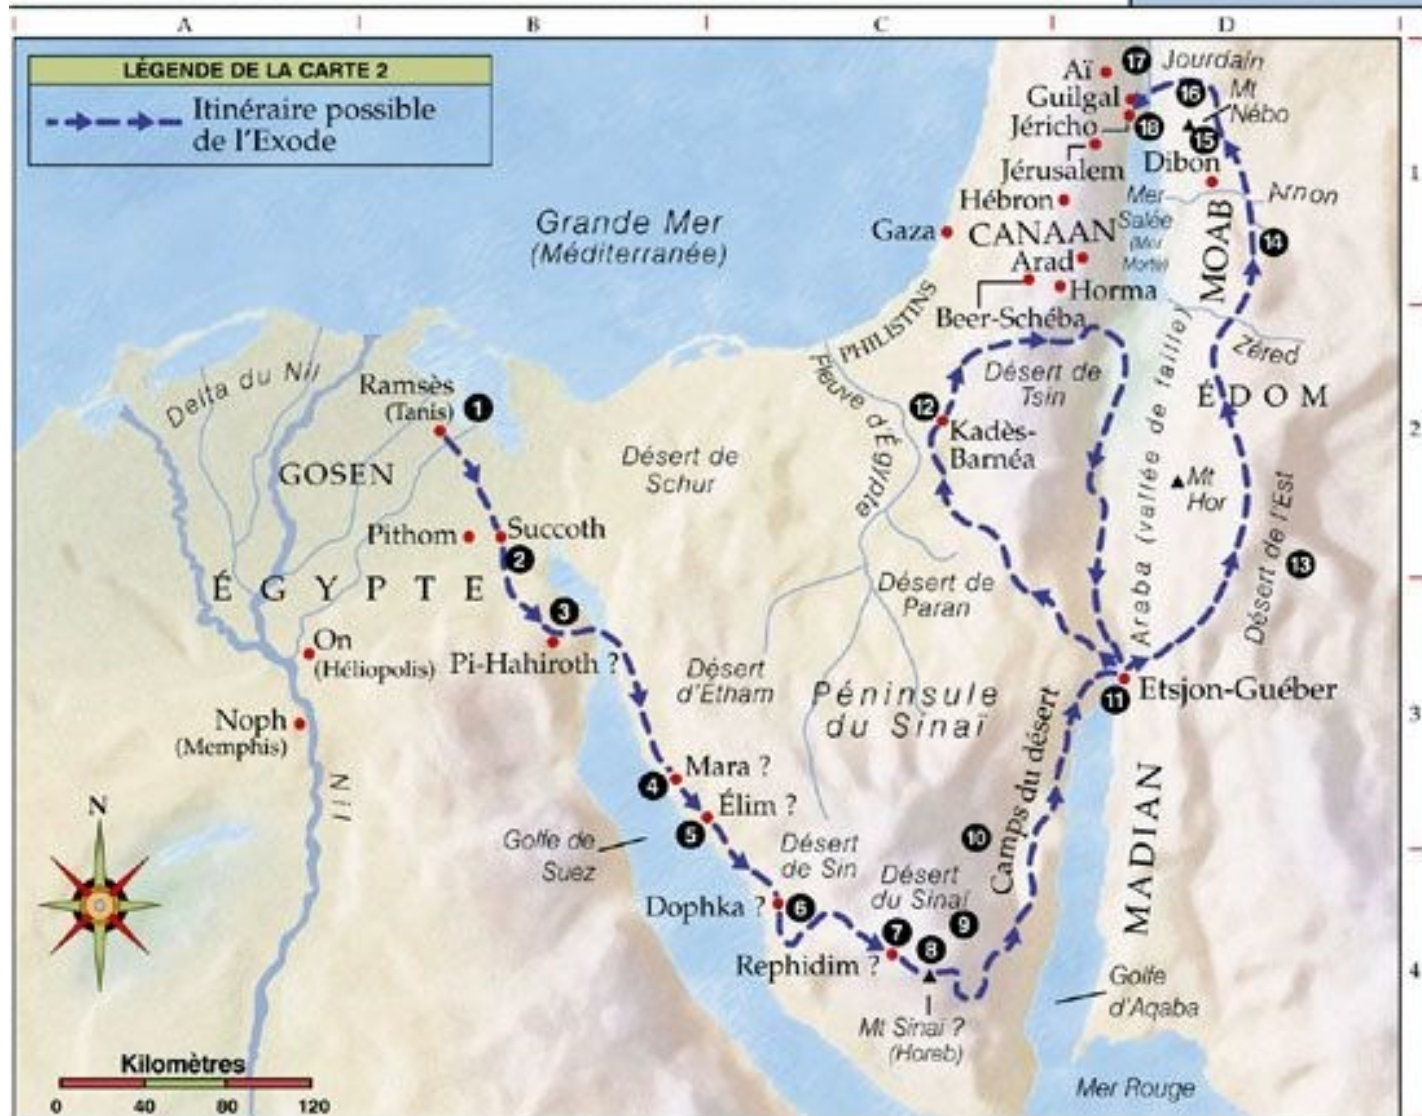 A B C D
LÉGENDE DE LA CARTE 2
Itinéraire possible
de l'Exode
17
Jourdain
Aï
Guilgal
16
Mt
Nébo
Jéricho
18
15
Jérusalem
Dibon
1
Hébron
Mer
Salée
(Mer
Morte)
Arnon
Grande Mer
(Méditerranée)
Gaza
CANAAN
MOAB
14
Arad
Horma
Beer-Schéba
PHILISTINS
Zéred
Delta du Nil
Ramsès
(Tanis)
1
Fleuve d'Égypte
Désert de
Tsin
ÉDOM
12
Kadès-
Barnéa
2
Désert de
Schur
GOSEN
Mt
Hor
Araba (vallée de faille)
Désert de l'Est
13
Pithom
Succoth
2
ÉGYPTE
3
Désert de
Paran
On
(Héliopolis)
Pi-Hahiroth ?
Désert
d'Étham
Péninsule
du Sinaï
11
Etsjon-Guéber
3
Noph
(Memphis)
Nil
Mara ?
4
Élim ?
5
Camps du désert
MADIAN
N
Golfe de
Suez
Désert
de Sin
10
Désert
du Sinaï
Dophka ?
6
7
8
9
Rephidim ?
4
Mt Sinaï ?
(Horeb)
Golfe
d'Aqaba
Kilomètres
0 40 80 120
Mer Rouge